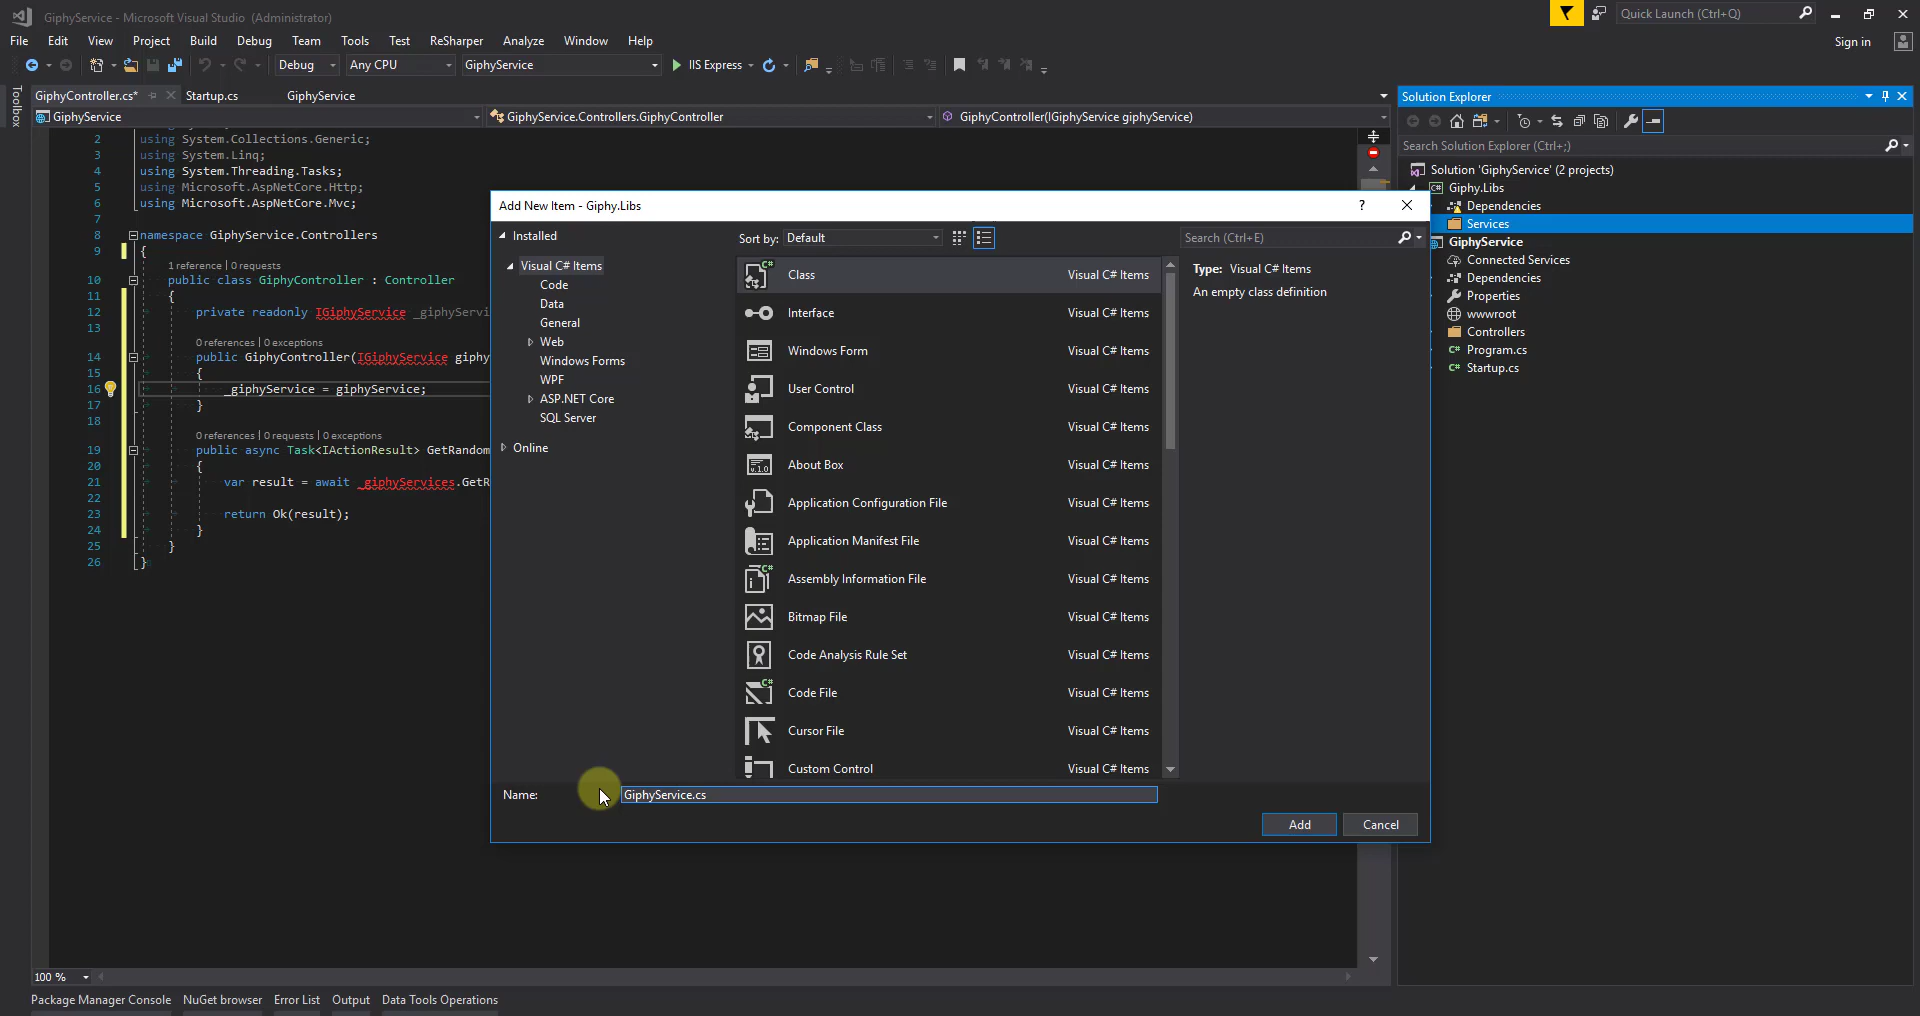 GiphyService - Microsoft Visual Studio (Administrator)
Quick Launch (Ctrl+Q)
File Edit View Project Build Debug Team Tools Test ReSharper Analyze Window Help
Sign in
Debug Any CPU GiphyService IIS Express
Toolbox
GiphyController.cs* Startup.cs GiphyService
GiphyService GiphyService.Controllers.GiphyController GiphyController(IGiphyService giphyService)
2 using System.Collections.Generic;
3 using System.Linq;
4 using System.Threading.Tasks;
5 using Microsoft.AspNetCore.Http;
6 using Microsoft.AspNetCore.Mvc;
7
8 namespace GiphyService.Controllers
9 {
1 reference | 0 requests
10 public class GiphyController : Controller
11 {
12 private readonly IGiphyService _giphyServi
13
0 references | 0 exceptions
14 public GiphyController(IGiphyService giphy
15 {
16 _giphyService = giphyService;
17 }
18
0 references | 0 requests | 0 exceptions
19 public async Task<IActionResult> GetRandom
20 {
21 var result = await _giphyServices.GetR
22
23 return Ok(result);
24 }
25 }
26 }
Add New Item - Giphy.Libs
?
Installed
Visual C# Items
Code
Data
General
Web
Windows Forms
WPF
ASP.NET Core
SQL Server
Online
Sort by: Default
Search (Ctrl+E)
Class Visual C# Items
Interface Visual C# Items
Windows Form Visual C# Items
User Control Visual C# Items
Component Class Visual C# Items
About Box Visual C# Items
Application Configuration File Visual C# Items
Application Manifest File Visual C# Items
Assembly Information File Visual C# Items
Bitmap File Visual C# Items
Code Analysis Rule Set Visual C# Items
Code File Visual C# Items
Cursor File Visual C# Items
Custom Control Visual C# Items
Type: Visual C# Items
An empty class definition
Name: GiphyService.cs
Add Cancel
Solution Explorer
Search Solution Explorer (Ctrl+;)
Solution 'GiphyService' (2 projects)
Giphy.Libs
Dependencies
Services
GiphyService
Connected Services
Dependencies
Properties
wwwroot
Controllers
C# Program.cs
C# Startup.cs
100 %
Package Manager Console NuGet browser Error List Output Data Tools Operations